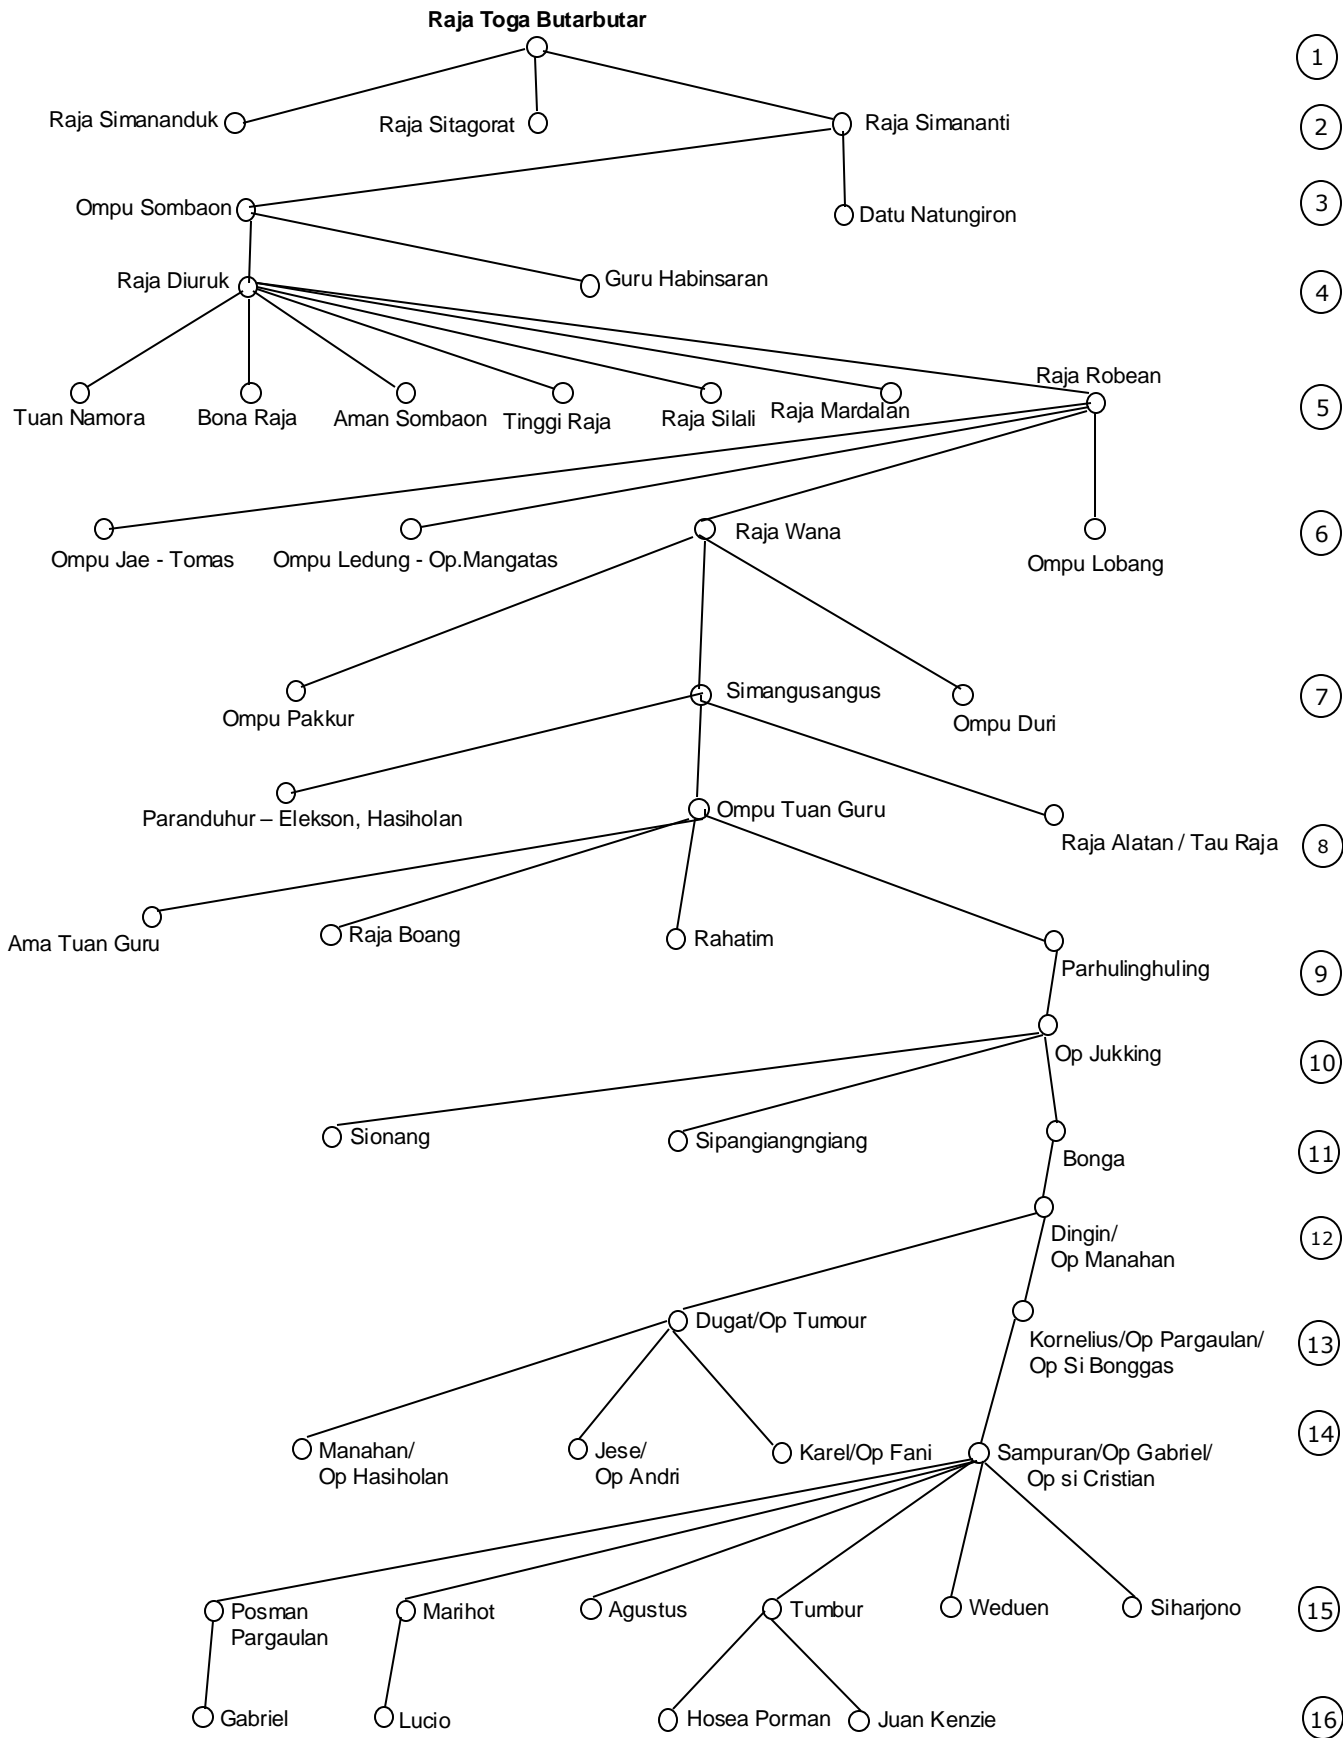 Raja Toga Butarbutar
1
Raja Simananduk
Raja Sitagorat
Raja Simananti
2
Ompu Sombaon
Datu Natungiron
3
Raja Diuruk
Guru Habinsaran
4
Raja Robean
Tuan Namora
Bona Raja
Aman Sombaon
Tinggi Raja
Raja Silali
Raja Mardalan
5
Raja Wana
6
Ompu Jae - Tomas
Ompu Ledung - Op.Mangatas
Ompu Lobang
Simangusangus
7
Ompu Pakkur
Ompu Duri
Paranduhur – Elekson, Hasiholan
Ompu Tuan Guru
Raja Alatan / Tau Raja
8
Ama Tuan Guru
Raja Boang
Rahatim
Parhulinghuling
9
Op Jukking
10
Sionang
Sipangiangngiang
Bonga
11
Dingin/
Op Manahan
12
Dugat/Op Tumour
Kornelius/Op Pargaulan/
Op Si Bonggas
13
Manahan/
Op Hasiholan
Jese/
Op Andri
Karel/Op Fani
Sampuran/Op Gabriel/
Op si Cristian
14
Posman
Pargaulan
Marihot
Agustus
Tumbur
Weduen
Siharjono
15
Gabriel
Lucio
Hosea Porman
Juan Kenzie
16